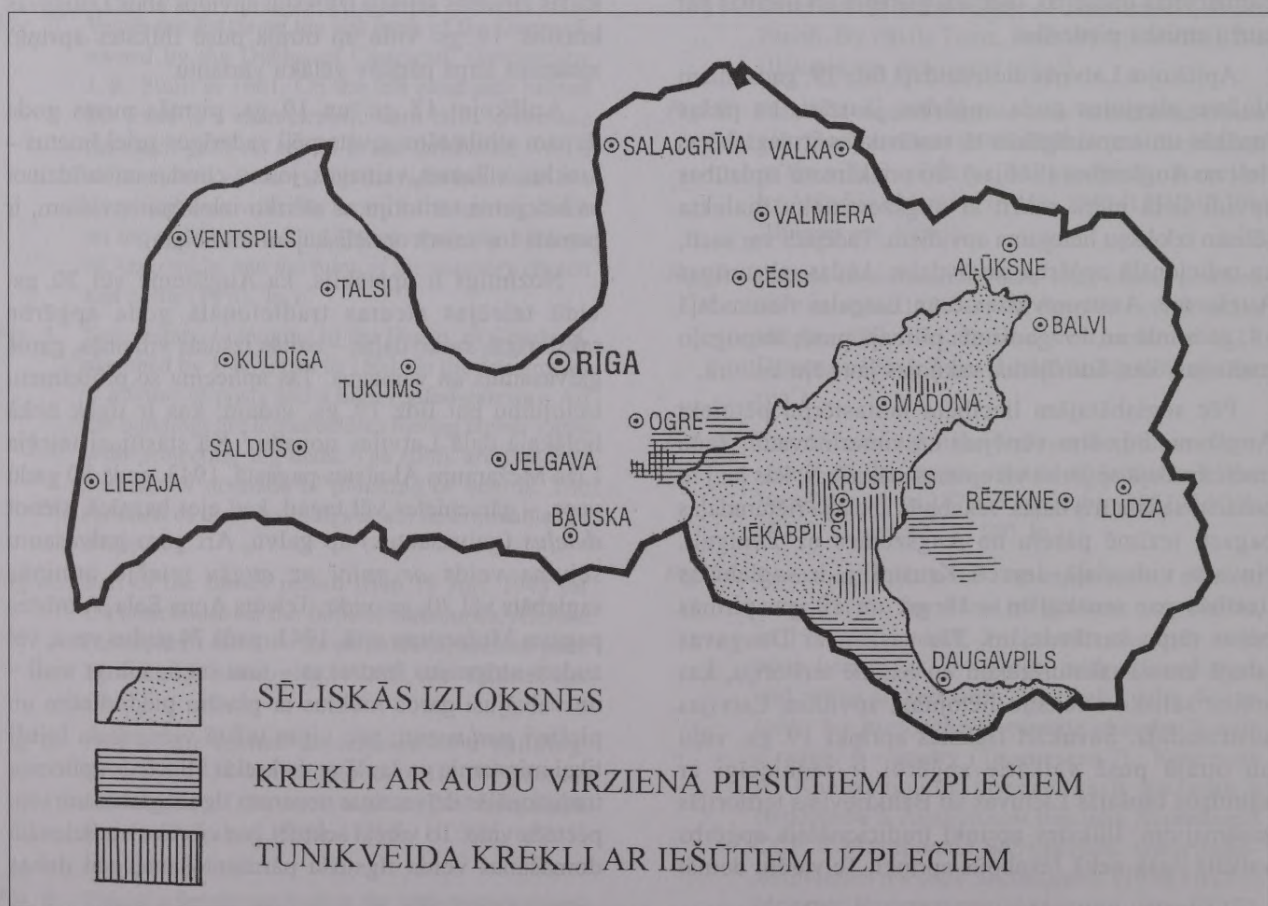 SALACGRĪVA
VALKA
VALMIERA
VENTSPILS
CĒSIS
ALŪKSNE
TALSI
BALVI
KULDĪGA
TUKUMS
RĪGA
MADONA
OGRE
SALDUS
JELGAVA
LIEPĀJA
KRUSTPILS
RĒZEKNE
LUDZA
BAUSKA
JĒKABPILS
DAUGAVPILS
SĒLISKĀS IZLOKSNES
KREKLI AR AUDU VIRZIENĀ PIEŠŪTIEM UZPLEČIEM
TUNIKVEIDA KREKLI AR IEŠŪTIEM UZPLEČIEM